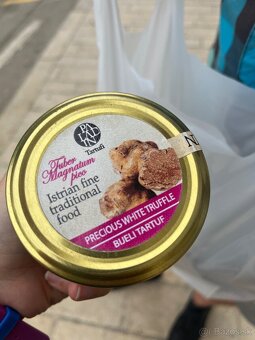 Tartufi
Tuber
Magnatum
pico
Istrian fine
traditional
food
PRECIOUS WHITE TRUFFLE
BIJELI TARTUF